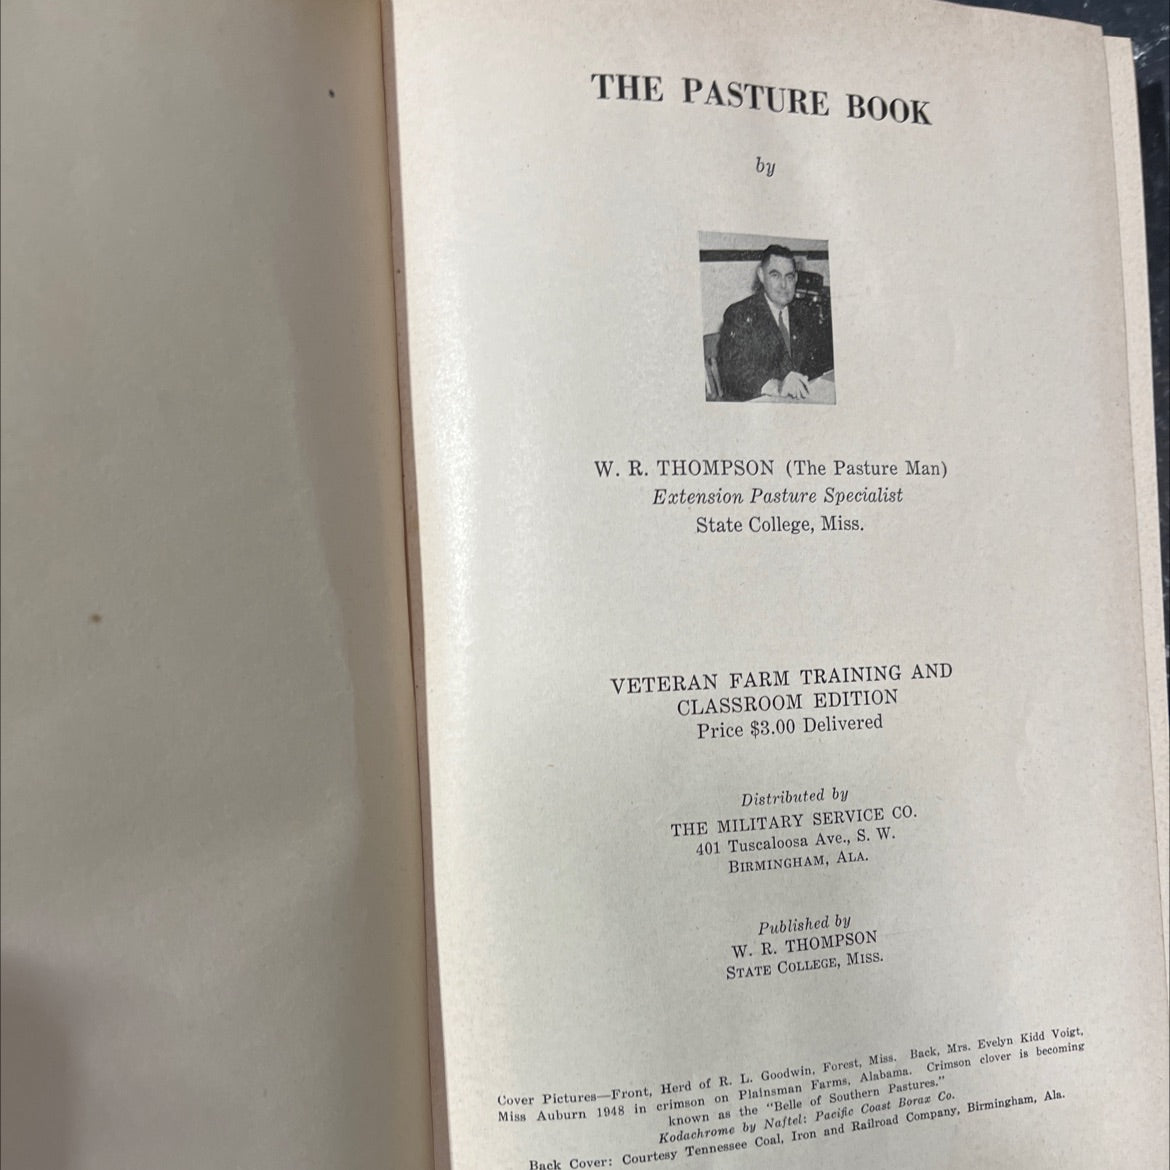 THE PASTURE BOOK
by
W. R. THOMPSON (The Pasture Man)
Extension Pasture Specialist
State College, Miss.
VETERAN FARM TRAINING AND
CLASSROOM EDITION
Price $3.00 Delivered
Distributed by
THE MILITARY SERVICE CO.
401 Tuscaloosa Ave., S. W.
BIRMINGHAM, ALA.
Published by
W. R. THOMPSON
STATE COLLEGE, MISS.
Cover Pictures—Front, Herd of R. L. Goodwin, Forest, Miss. Back, Mrs. Evelyn Kidd Voigt,
Miss Auburn 1948 in crimson on Plainsman Farms, Alabama. Crimson clover is becoming
known as the "Belle of Southern Pastures."
Kodachrome by Naftel: Pacific Coast Borax Co.
Back Cover: Courtesy Tennessee Coal, Iron and Railroad Company, Birmingham, Ala.